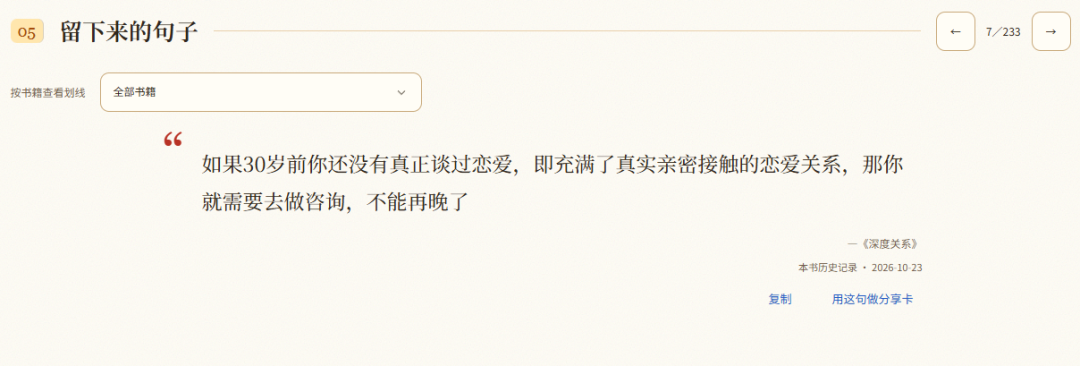 05 留下来的句子 ← 7／233 →
按书籍查看划线 全部书籍
“
如果30岁前你还没有真正谈过恋爱，即充满了真实亲密接触的恋爱关系，那你
就需要去做咨询，不能再晚了
—《深度关系》
本书历史记录 · 2026-10-23
复制 用这句做分享卡